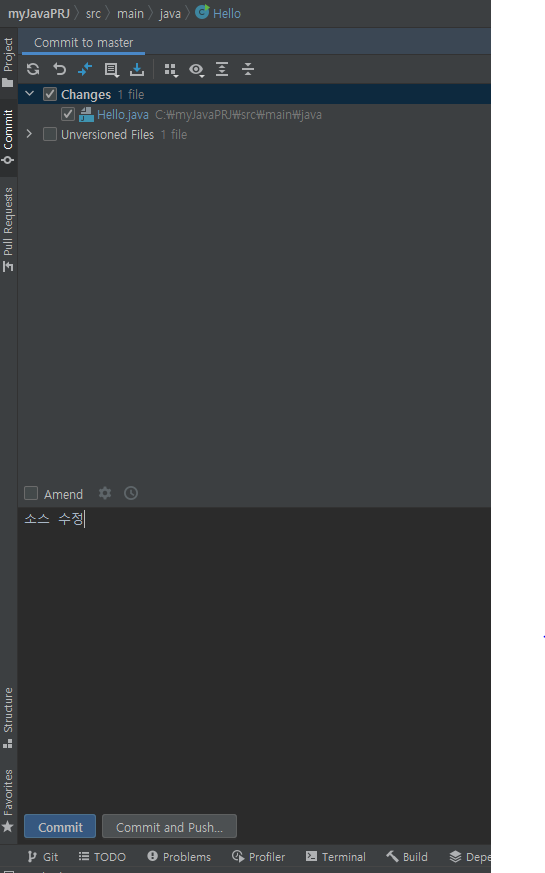 myJavaPRJ src main java Hello
Commit to master
Project
Commit
Pull Requests
Changes 1 file
Hello.java C:₩myJavaPRJ₩src₩main₩java
Unversioned Files 1 file
Amend
소스 수정
Structure
Favorites
Commit Commit and Push...
Git TODO Problems Profiler Terminal Build Depe